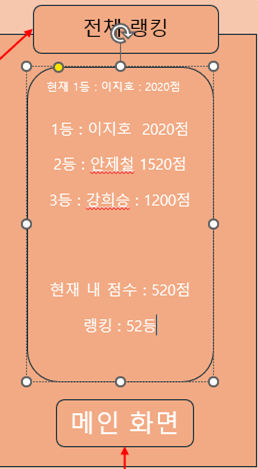 전체 랭킹
현재 1등 : 이지호 : 2020점
1등 : 이지호 2020점
2등 : 안제철 1520점
3등 : 강희승 : 1200점
현재 내 점수 : 520점
랭킹 : 52등
메인 화면